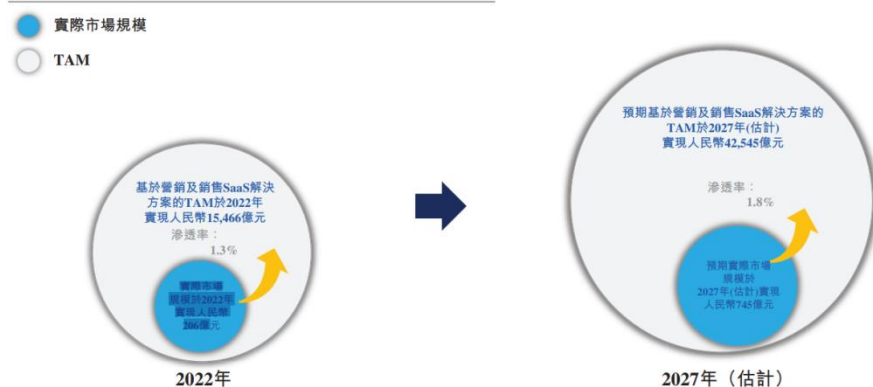 實際市場規模
TAM
基於營銷及銷售SaaS解決
方案的TAM於2022年
實現人民幣15,466億元
滲透率：
1.3%
實際市場
規模於2022年
實現人民幣
206億元
2022年
預期基於營銷及銷售SaaS解決方案的
TAM於2027年(估計)
實現人民幣42,545億元
滲透率：
1.8%
預期實際市場
規模於
2027年(估計)實現
人民幣745億元
2027年（估計）